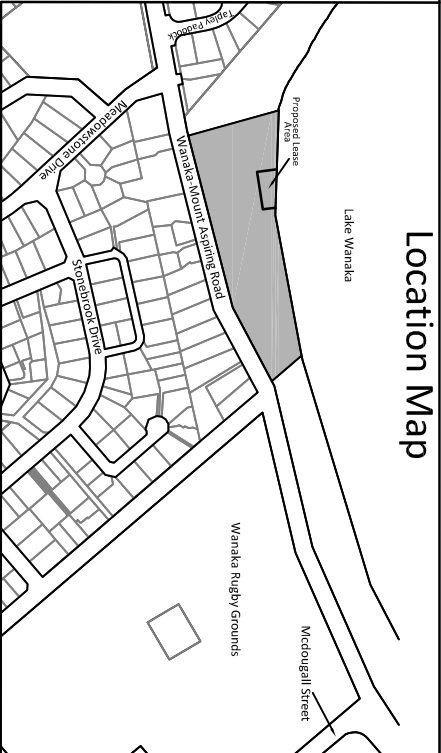 Location Map
Lake Wanaka
Proposed Lease
Area
Tapley Paddock
Wanaka-Mount Aspiring Road
Meadowstone Drive
Stonebrook Drive
Wanaka Rugby Grounds
Mcdougall Street